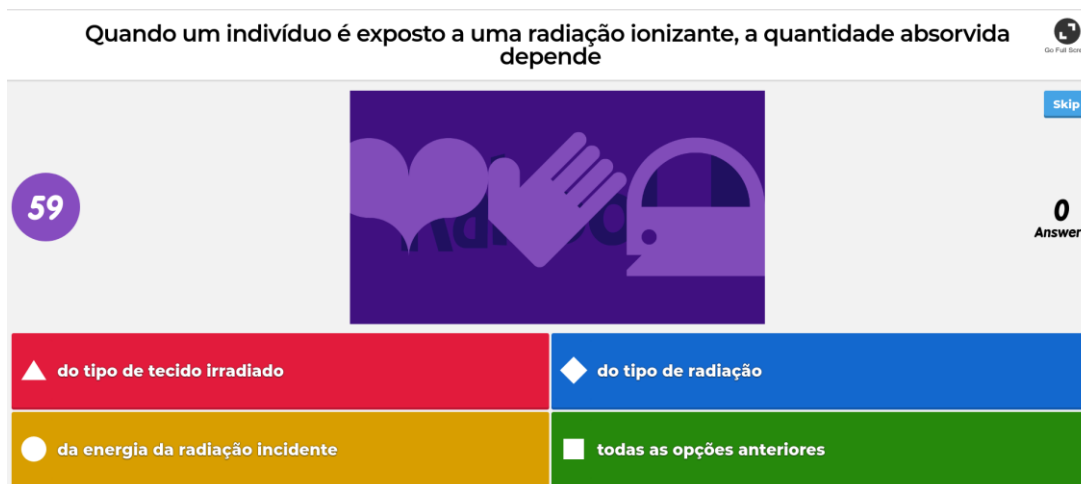 Quando um indivíduo é exposto a uma radiação ionizante, a quantidade absorvida
depende
Skip
59
0
do tipo de tecido irradiado
do tipo de radiação
da energia da radiação incidente
todas as opções anteriores